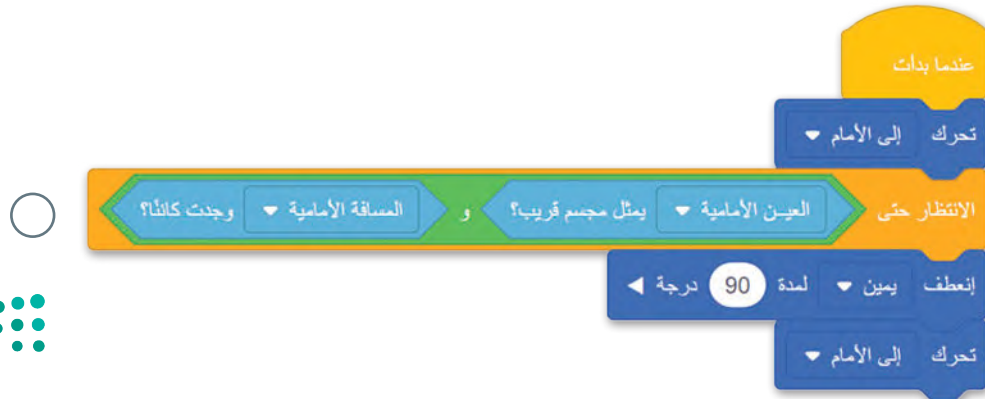 عندما بدأت
تحرك إلى الأمام
الانتظار حتى العيـن الأمامية يمثل مجسم قريب؟ و المسافة الأمامية وجدت كائنًا؟
إنعطف يمين لمدة 90 درجة
تحرك إلى الأمام